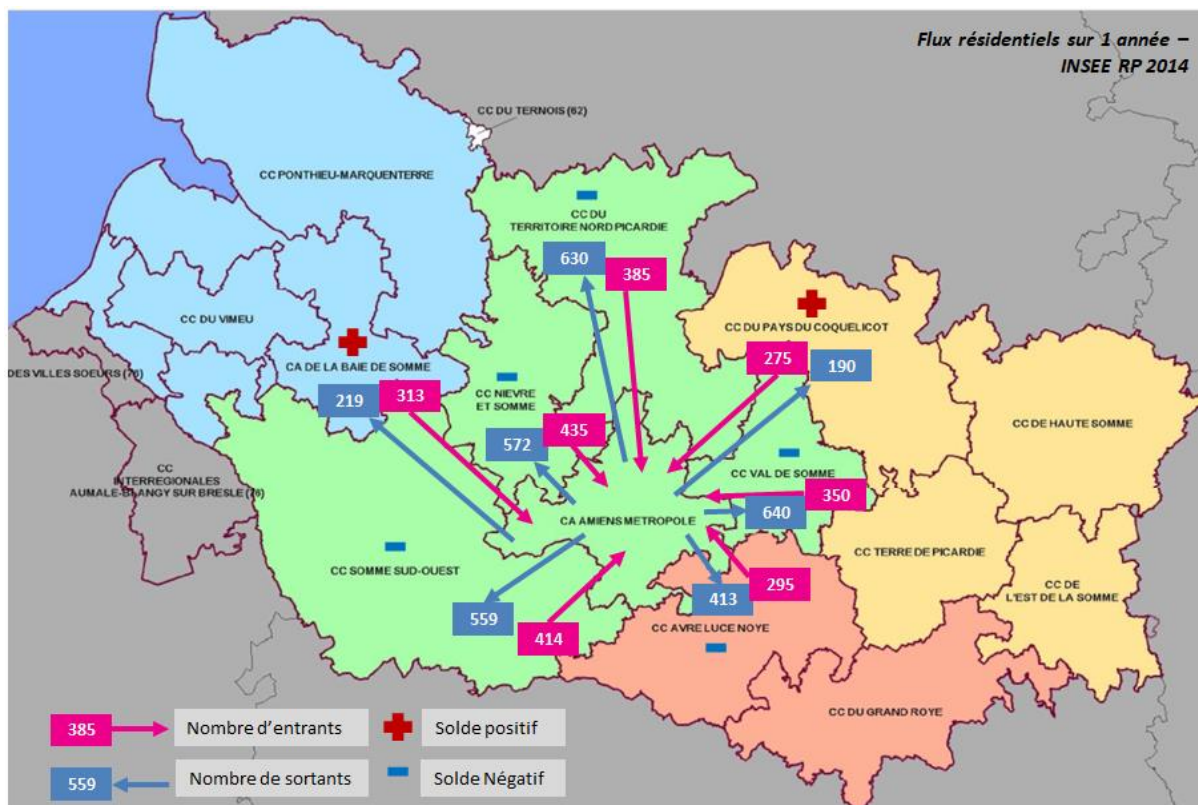 Flux résidentiels sur 1 année –
INSEE RP 2014
CC DU TERNOIS (62)
CC PONTHIEU-MARQUENTERRE
CC DU
TERRITOIRE NORD PICARDIE
630
385
CC DU VIMEU
CC DU PAYS DU COQUELICOT
275
190
DES VILLES SOEURS (76)
CA DE LA BAIE DE SOMME
219
313
CC NIEVRE
ET SOMME
435
572
CC DE HAUTE SOMME
CC VAL DE SOMME
350
640
CC
INTERREGIONALES
AUMALE-BLANGY SUR BRESLE (76)
CA AMIENS METROPOLE
CC TERRE DE PICARDIE
CC SOMME SUD-OUEST
CC DE
L'EST DE LA SOMME
559
414
413
295
CC AVRE LUCE NOYE
CC DU GRAND ROYE
385
Nombre d'entrants
Solde positif
559
Nombre de sortants
Solde Négatif